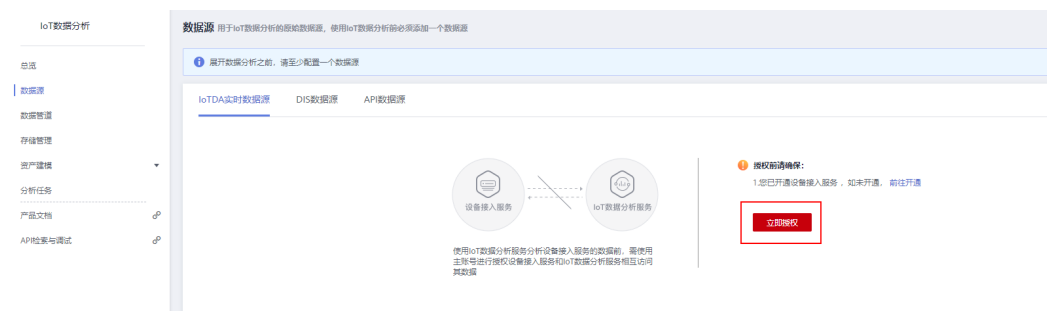 IoT数据分析
总览
数据源
数据管道
存储管理
资产建模
分析任务
产品文档
API检索与调试
数据源 用于IoT数据分析的原始数据源，使用IoT数据分析前必须添加一个数据源
展开数据分析之前，请至少配置一个数据源
IoTDA实时数据源 DIS数据源 API数据源
设备接入服务 IoT数据分析服务
使用IoT数据分析服务分析设备接入服务的数据前，需使用
主账号进行授权设备接入服务和IoT数据分析服务相互访问
其数据
授权前请确保：
1.您已开通设备接入服务 ，如未开通， 前往开通
立即授权